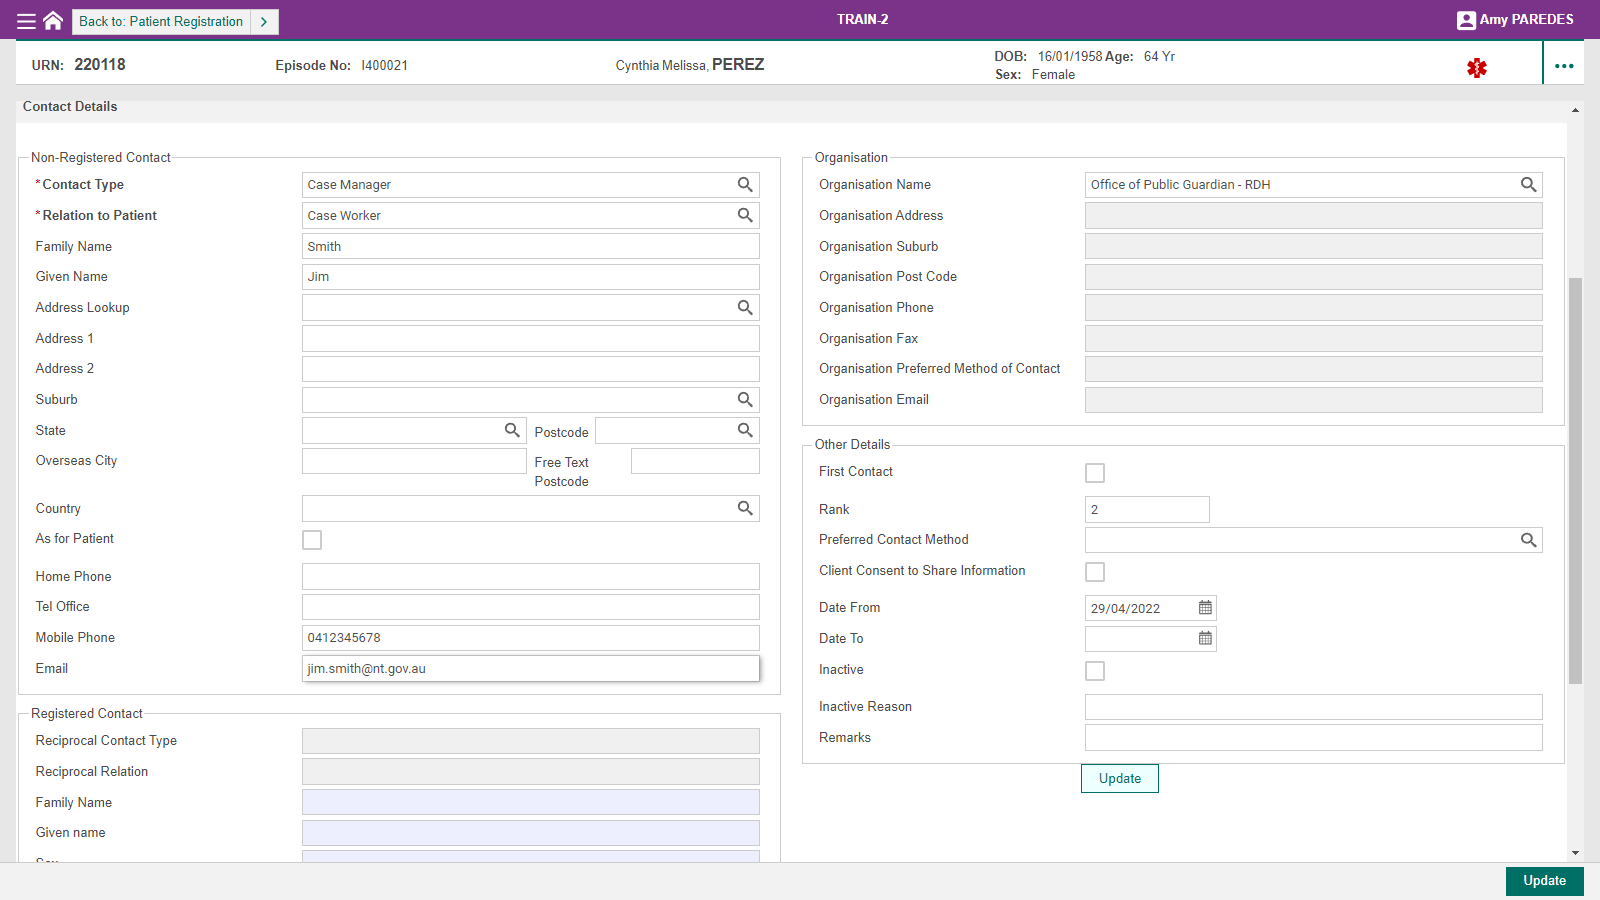 Back to: Patient Registration
TRAIN-2
Amy PAREDES
URN: 220118
Episode No: I400021
Cynthia Melissa, PEREZ
DOB: 16/01/1958 Age: 64 Yr
Sex: Female
Contact Details
Non-Registered Contact
*Contact Type Case Manager
*Relation to Patient Case Worker
Family Name Smith
Given Name Jim
Address Lookup
Address 1
Address 2
Suburb
State Postcode
Overseas City Free Text Postcode
Country
As for Patient
Home Phone
Tel Office
Mobile Phone 0412345678
Email jim.smith@nt.gov.au
Registered Contact
Reciprocal Contact Type
Reciprocal Relation
Family Name
Given name
Organisation
Organisation Name Office of Public Guardian - RDH
Organisation Address
Organisation Suburb
Organisation Post Code
Organisation Phone
Organisation Fax
Organisation Preferred Method of Contact
Organisation Email
Other Details
First Contact
Rank 2
Preferred Contact Method
Client Consent to Share Information
Date From 29/04/2022
Date To
Inactive
Inactive Reason
Remarks
Update
Update